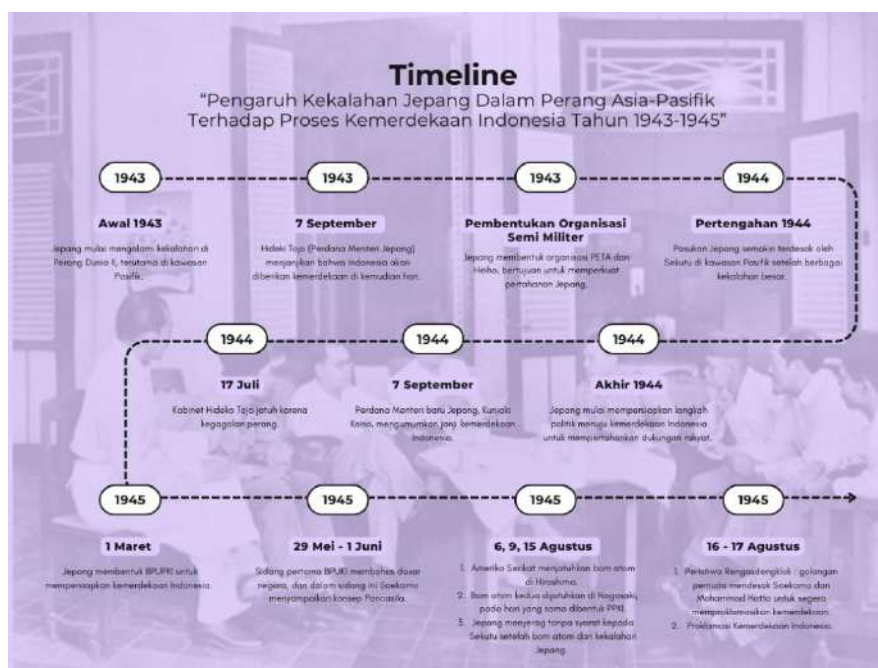 Timeline
“Pengaruh Kekalahan Jepang Dalam Perang Asia-Pasifik
Terhadap Proses Kemerdekaan Indonesia Tahun 1943-1945”
1943
1943
1943
1944
Awal 1943
Jepang mulai mengalami kekalahan di
Perang Dunia II, terutama di kawasan
Pasifik.
7 September
Hideki Tojo (Perdana Menteri Jepang)
menjanjikan bahwa Indonesia akan
diberikan kemerdekaan di kemudian hari.
Pembentukan Organisasi
Semi Militer
Jepang membentuk organisasi PETA dan
Heiho, bertujuan untuk memperkuat
pertahanan Jepang.
Pertengahan 1944
Pasukan Jepang semakin terdesak oleh
Sekutu di kawasan Pasifik setelah berbagai
kekalahan besar.
1944
1944
1944
17 Juli
Kabinet Hideko Tojo jatuh karena
kegagalan perang.
7 September
Perdana Menteri baru Jepang, Kuniaki
Koiso, mengumumkan janji kemerdekaan
Indonesia.
Akhir 1944
Jepang mulai mempersiapkan langkah
politik menuju kemerdekaan Indonesia
untuk mempertahankan dukungan rakyat.
1945
1945
1945
1945
1 Maret
Jepang membentuk BPUPKI untuk
mempersiapkan kemerdekaan Indonesia.
29 Mei - 1 Juni
Sidang pertama BPUKI membahas dasar
negara, dan dalam sidang ini Soekarno
menyampaikan konsep Pancasila.
6, 9, 15 Agustus
1. Amerika Serikat menjatuhkan bom atom
di Hiroshima.
2. Bom atom kedua dijatuhkan di Nagasaki,
pada hari yang sama dibentuk PPKI.
3. Jepang menyerag tanpa syarat kepada
Sekutu setelah bom atom dan kekalahan
Jepang.
16 - 17 Agustus
1. Peristiwa Rengasdengklok : golongan
pemuda mendesak Soekarno dan
Mohammad Hatta untuk segera
memproklamasikan kemerdekaan.
2. Proklamasi Kemerdekaan Indonesia.